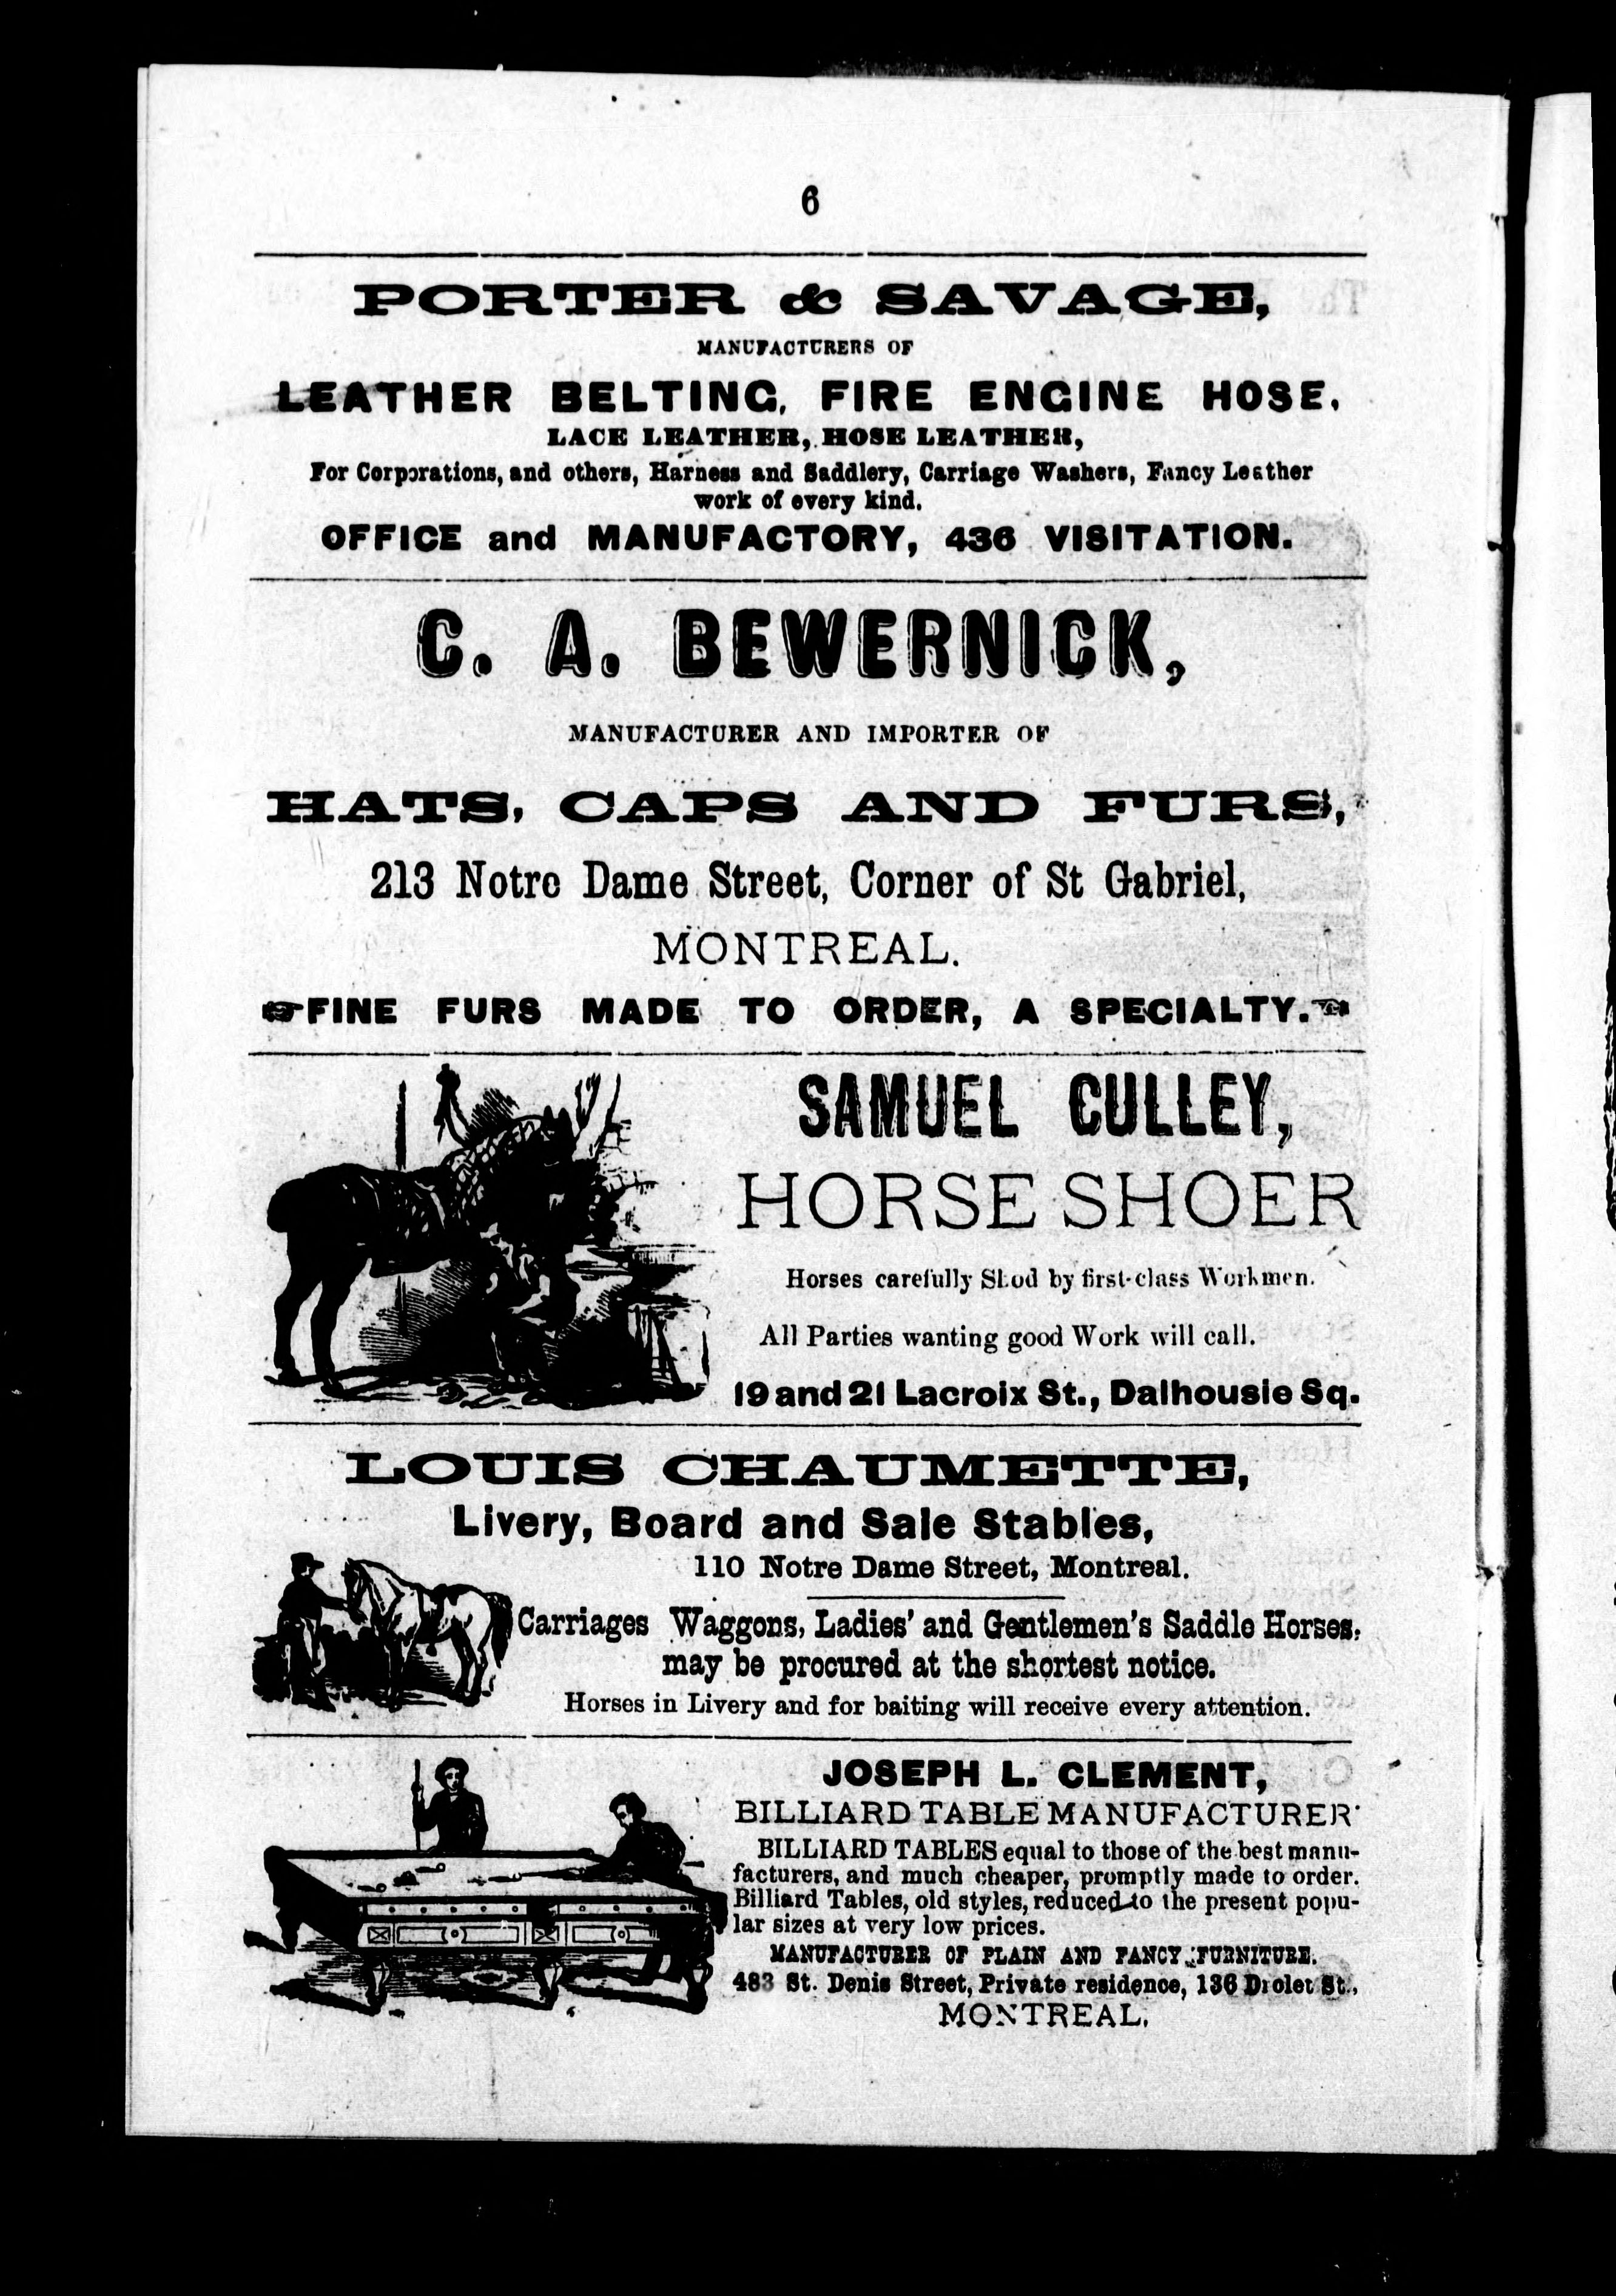 6
PORTER & SAVAGE,
MANUFACTURERS OF
LEATHER BELTING, FIRE ENGINE HOSE,
LACE LEATHER, HOSE LEATHER,
For Corporations, and others, Harness and Saddlery, Carriage Washers, Fancy Leather
work of every kind.
OFFICE and MANUFACTORY, 436 VISITATION.
C. A. BEWERNICK,
MANUFACTURER AND IMPORTER OF
HATS, CAPS AND FURS,
213 Notre Dame Street, Corner of St Gabriel,
MONTREAL.
☞FINE FURS MADE TO ORDER, A SPECIALTY.☜
SAMUEL CULLEY,
HORSE SHOER
Horses carefully Shod by first-class Workmen.
All Parties wanting good Work will call.
19 and 21 Lacroix St., Dalhousie Sq.
LOUIS CHAUMETTE,
Livery, Board and Sale Stables,
110 Notre Dame Street, Montreal.
Carriages Waggons, Ladies' and Gentlemen's Saddle Horses,
may be procured at the shortest notice.
Horses in Livery and for baiting will receive every attention.
JOSEPH L. CLEMENT,
BILLIARD TABLE MANUFACTURER
BILLIARD TABLES equal to those of the best manu-
facturers, and much cheaper, promptly made to order.
Billiard Tables, old styles, reduced to the present popu-
lar sizes at very low prices.
MANUFACTURER OF PLAIN AND FANCY FURNITURE.
483 St. Denis Street, Private residence, 136 Drolet St.,
MONTREAL.